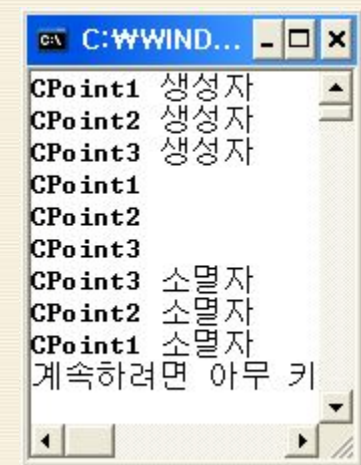 C:\WIND...
CPoint1 생성자
CPoint2 생성자
CPoint3 생성자
CPoint1
CPoint2
CPoint3
CPoint3 소멸자
CPoint2 소멸자
CPoint1 소멸자
계속하려면 아무 키